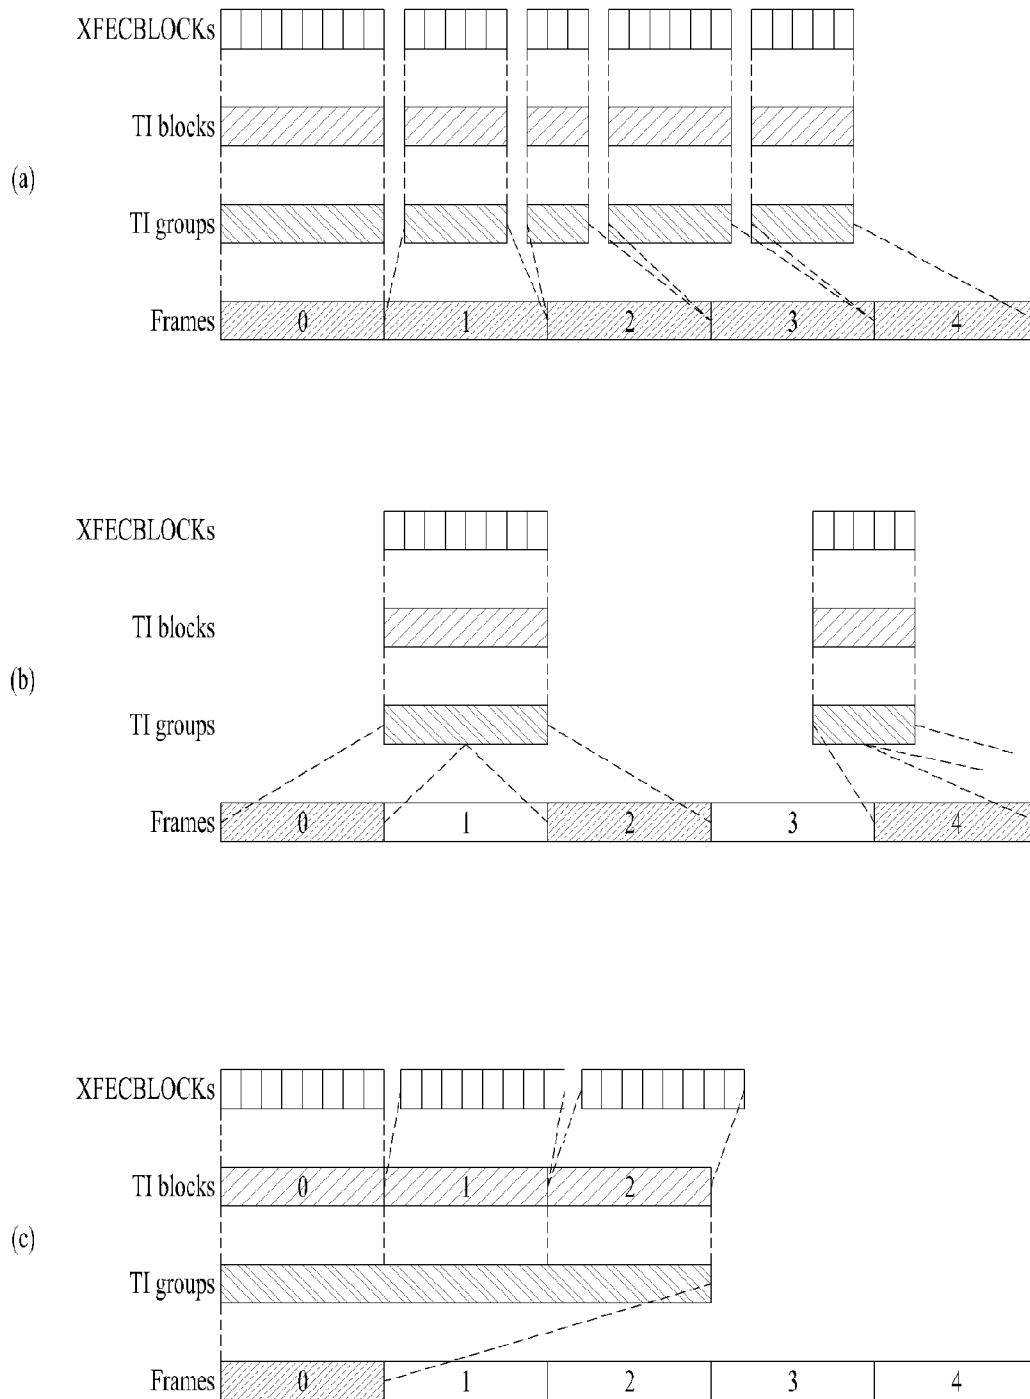 XFECBLOCKs
TI blocks
(a)
TI groups
Frames 0 1 2 3 4
XFECBLOCKs
TI blocks
(b)
TI groups
Frames 0 1 2 3 4
XFECBLOCKs
TI blocks 0 1 2
(c)
TI groups
Frames 0 1 2 3 4